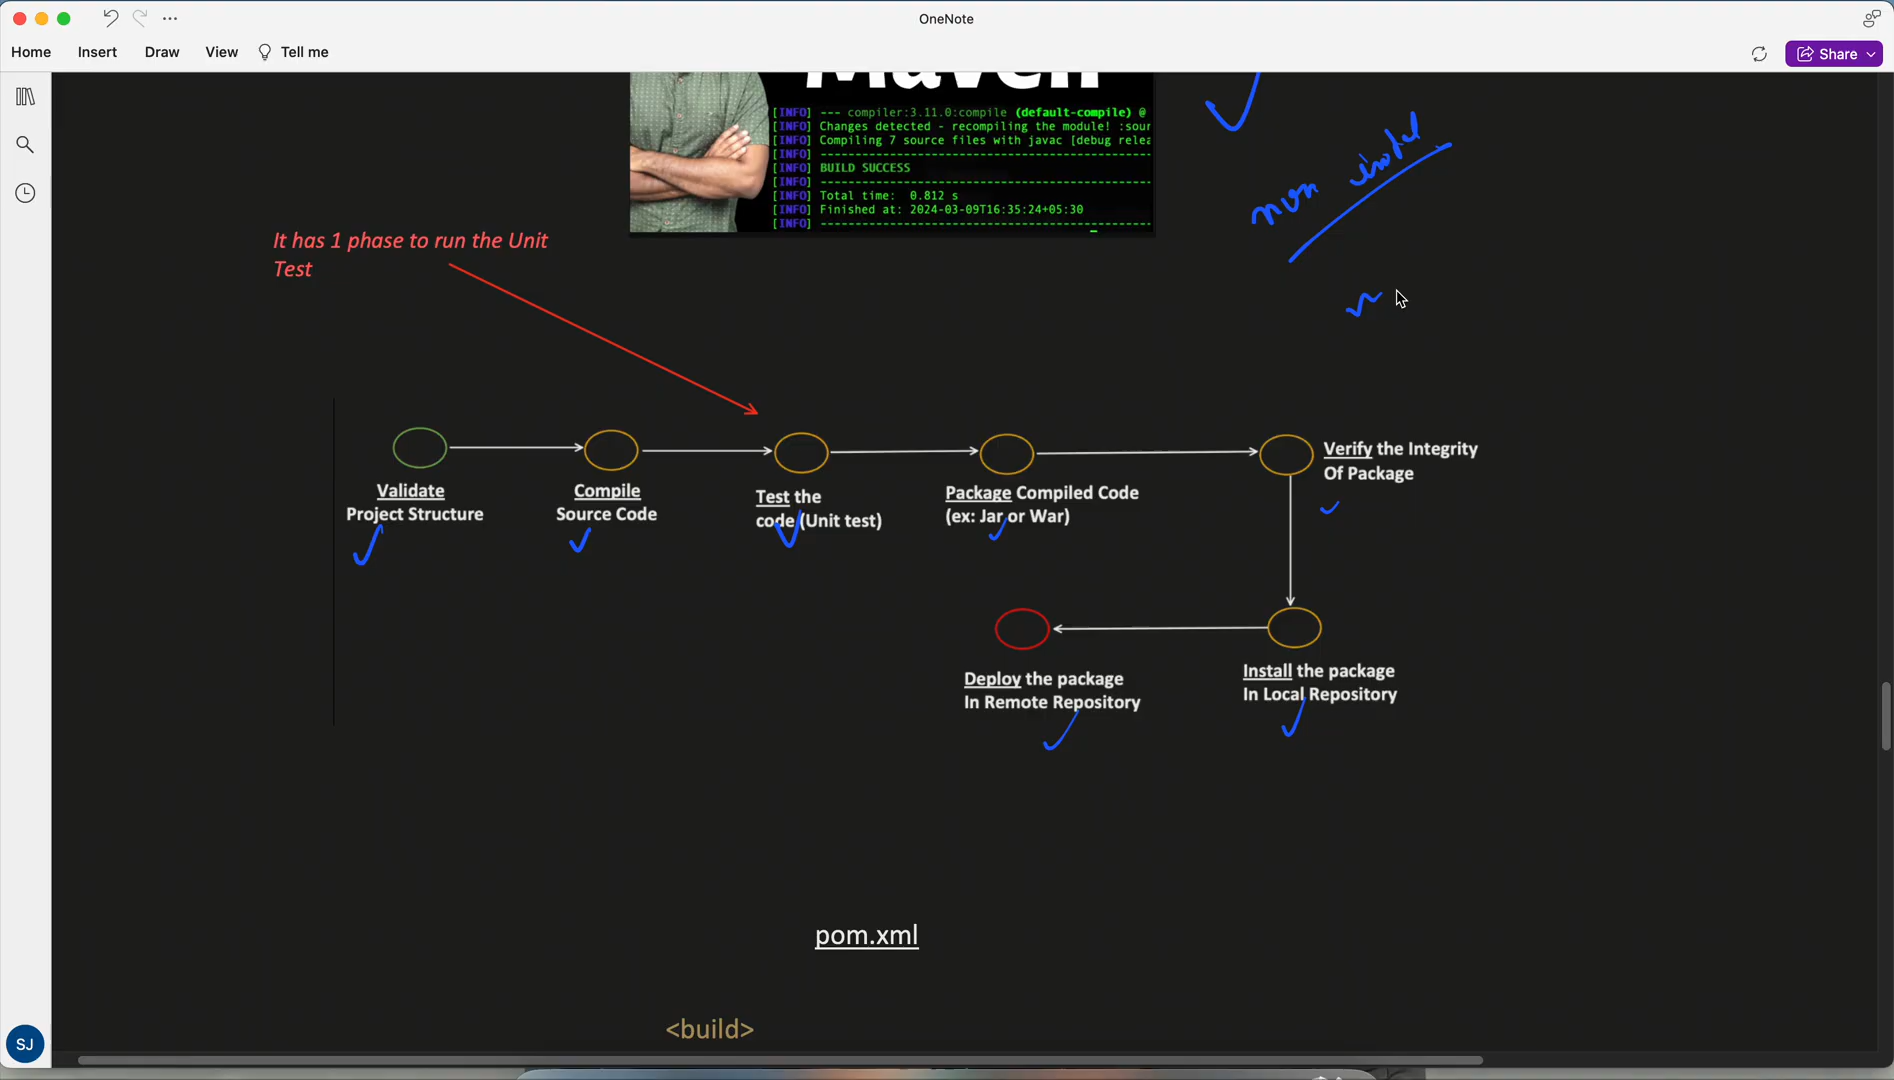 OneNote
Home Insert Draw View Tell me
Share
Maven
[INFO] --- compiler:3.11.0:compile (default-compile) @
[INFO] Changes detected - recompiling the module! :sour
[INFO] Compiling 7 source files with javac [debug relea
[INFO] ------------------------------------------------
[INFO] BUILD SUCCESS
[INFO] ------------------------------------------------
[INFO] Total time: 0.812 s
[INFO] Finished at: 2024-03-09T16:35:24+05:30
[INFO] ------------------------------------------------
mvn
It has 1 phase to run the Unit
Test
Validate
Project Structure
Compile
Source Code
Test the
code (Unit test)
Package Compiled Code
(ex: Jar or War)
Verify the Integrity
Of Package
Deploy the package
In Remote Repository
Install the package
In Local Repository
pom.xml
<build>
SJ